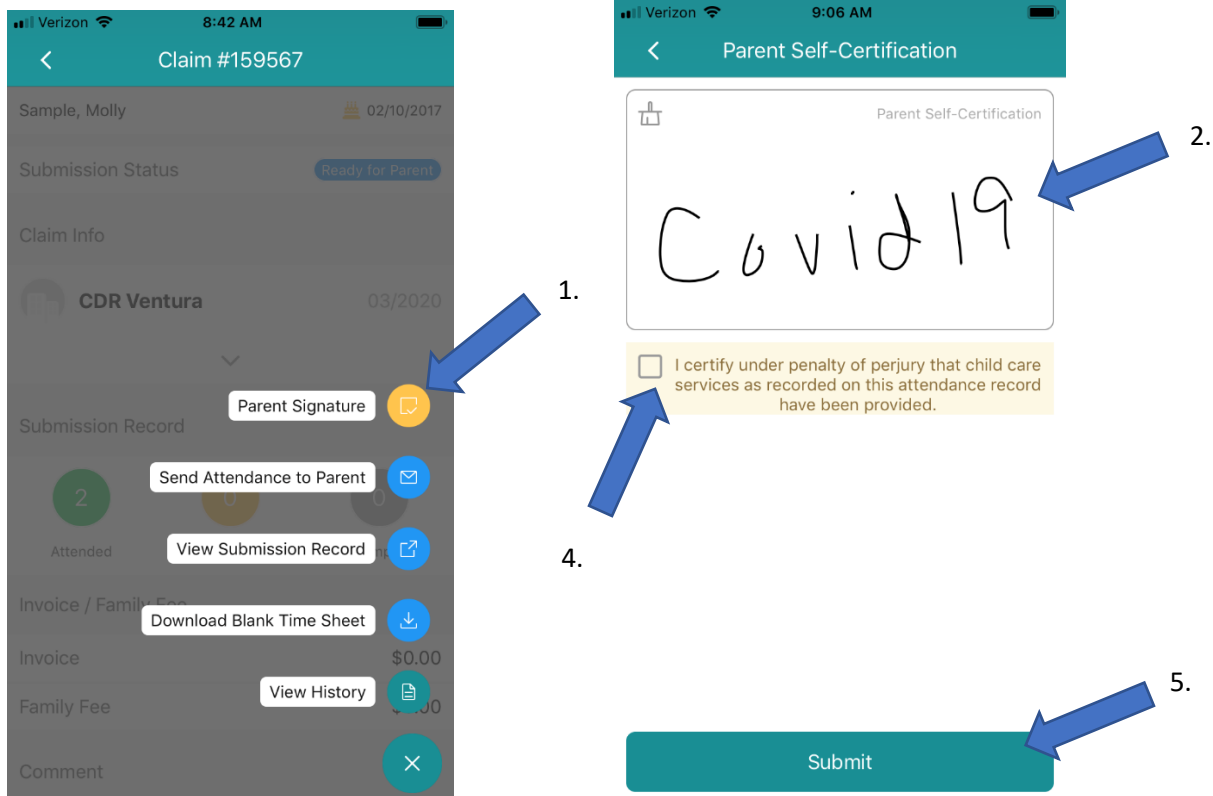 Verizon 8:42 AM
Claim #159567
Sample, Molly 02/10/2017
Submission Status Ready for Parent
Claim Info
CDR Ventura 03/2020
1.
Parent Signature
Submission Record
Send Attendance to Parent
2 0 0
View Submission Record
Attended
Invoice / Family Fee
Download Blank Time Sheet
Invoice $0.00
View History
Family Fee
Comment
Verizon 9:06 AM
Parent Self-Certification
Parent Self-Certification
2.
Covid 19
I certify under penalty of perjury that child care
services as recorded on this attendance record
have been provided.
4.
5.
Submit